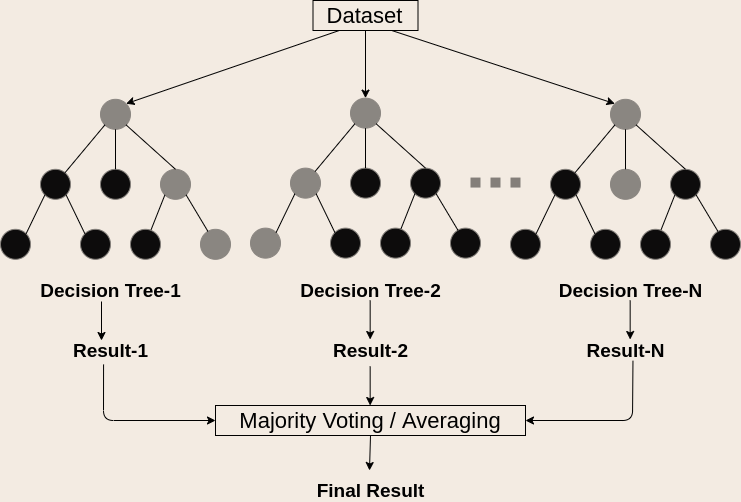 Dataset
Decision Tree-1
Decision Tree-2
Decision Tree-N
Result-1
Result-2
Result-N
Majority Voting / Averaging
Final Result